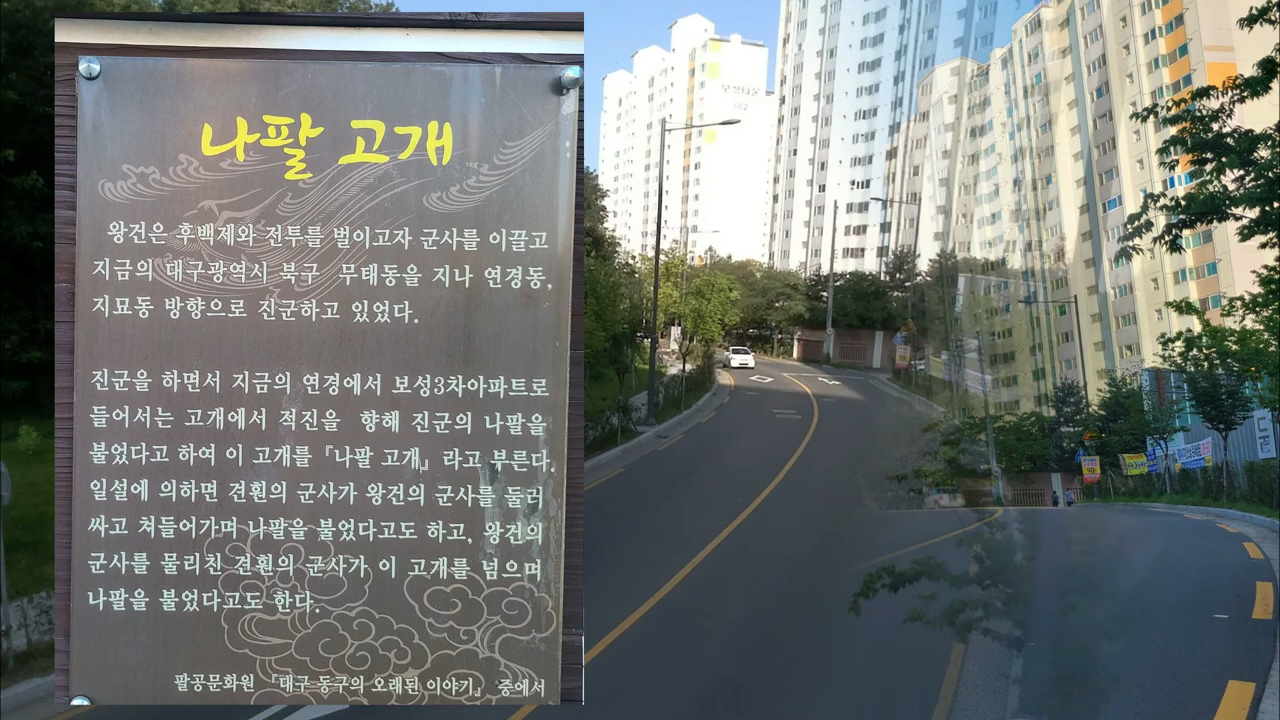 나팔 고개
왕건은 후백제와 전투를 벌이고자 군사를 이끌고
지금의 대구광역시 북구 무태동을 지나 연경동,
지묘동 방향으로 진군하고 있었다.
진군을 하면서 지금의 연경에서 보성3차아파트로
들어서는 고개에서 적진을 향해 진군의 나팔을
불었다고 하여 이 고개를 『나팔 고개』 라고 부른다.
일설에 의하면 견훤의 군사가 왕건의 군사를 둘러
싸고 쳐들어가며 나팔을 불었다고도 하고, 왕건의
군사를 물리친 견훤의 군사가 이 고개를 넘으며
나팔을 불었다고도 한다.
팔공문화원 『대구 동구의 오래된 이야기』 중에서
보성타운
102